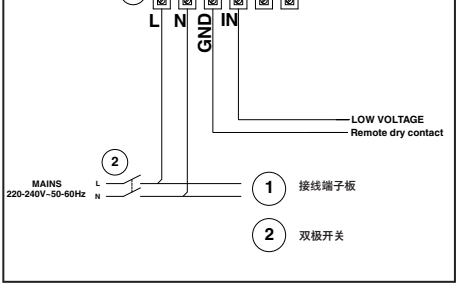 L N GND IN
LOW VOLTAGE
Remote dry contact
2
MAINS
220-240V~50-60Hz
L
N
1 接线端子板
2 双极开关